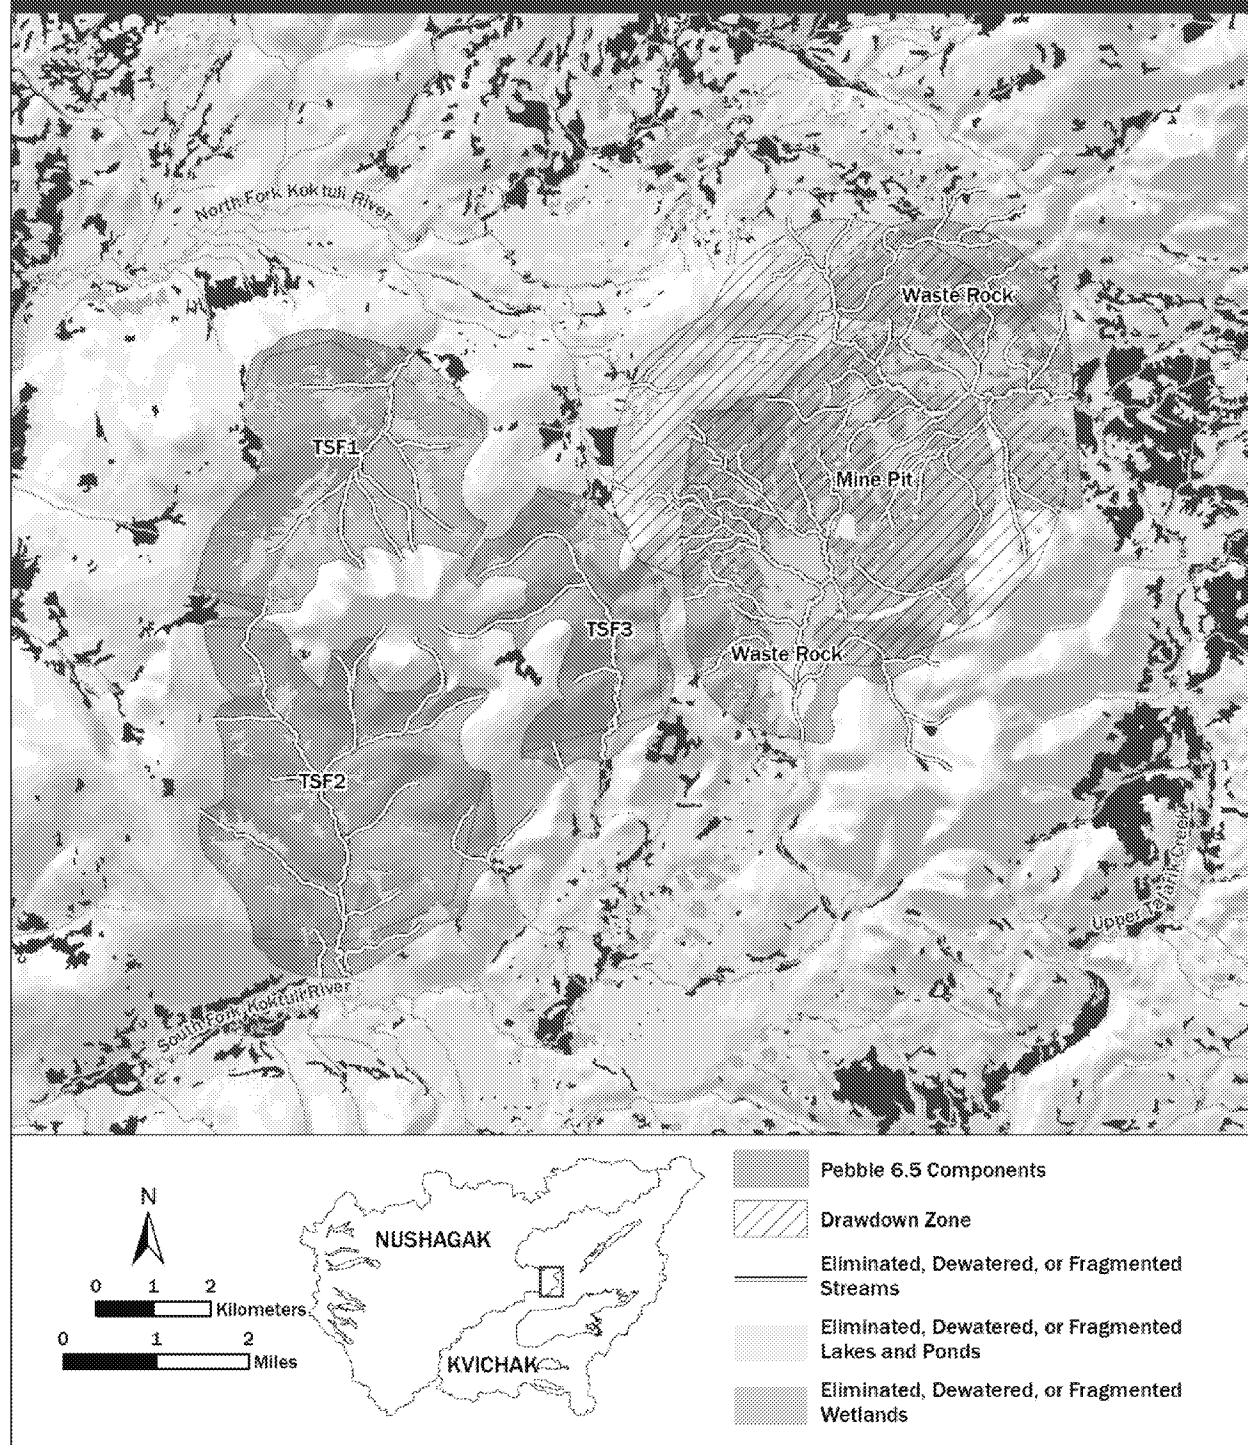 North Fork Koktuli River
Waste Rock
TSF1
Mine Pit
TSF3
Waste Rock
TSF2
Upper Talarik Creek
South Fork Koktuli River
N
0 1 2
Kilometers
0 1 2
Miles
NUSHAGAK
KVICHAK
Pebble 6.5 Components
Drawdown Zone
Eliminated, Dewatered, or Fragmented
Streams
Eliminated, Dewatered, or Fragmented
Lakes and Ponds
Eliminated, Dewatered, or Fragmented
Wetlands